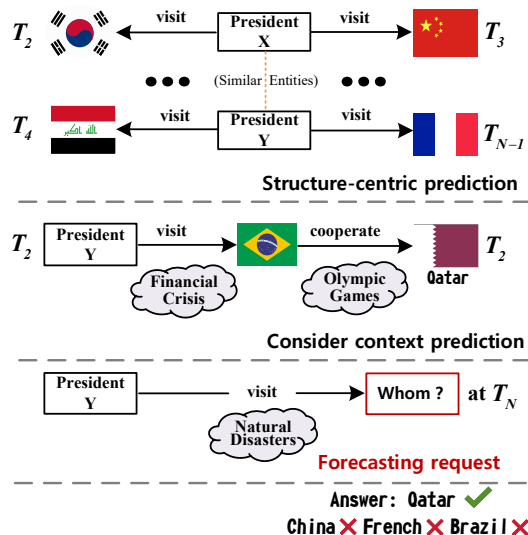 visit President X visit
T2 T3
(Similar Entities)
visit President Y visit
T4 الله اكبر TN-1
Structure-centric prediction
T2 President Y visit cooperate T2
Financial Crisis Olympic Games Qatar
Consider context prediction
President Y visit Whom ? at TN
Natural Disasters
Forecasting request
Answer: Qatar
China French Brazil